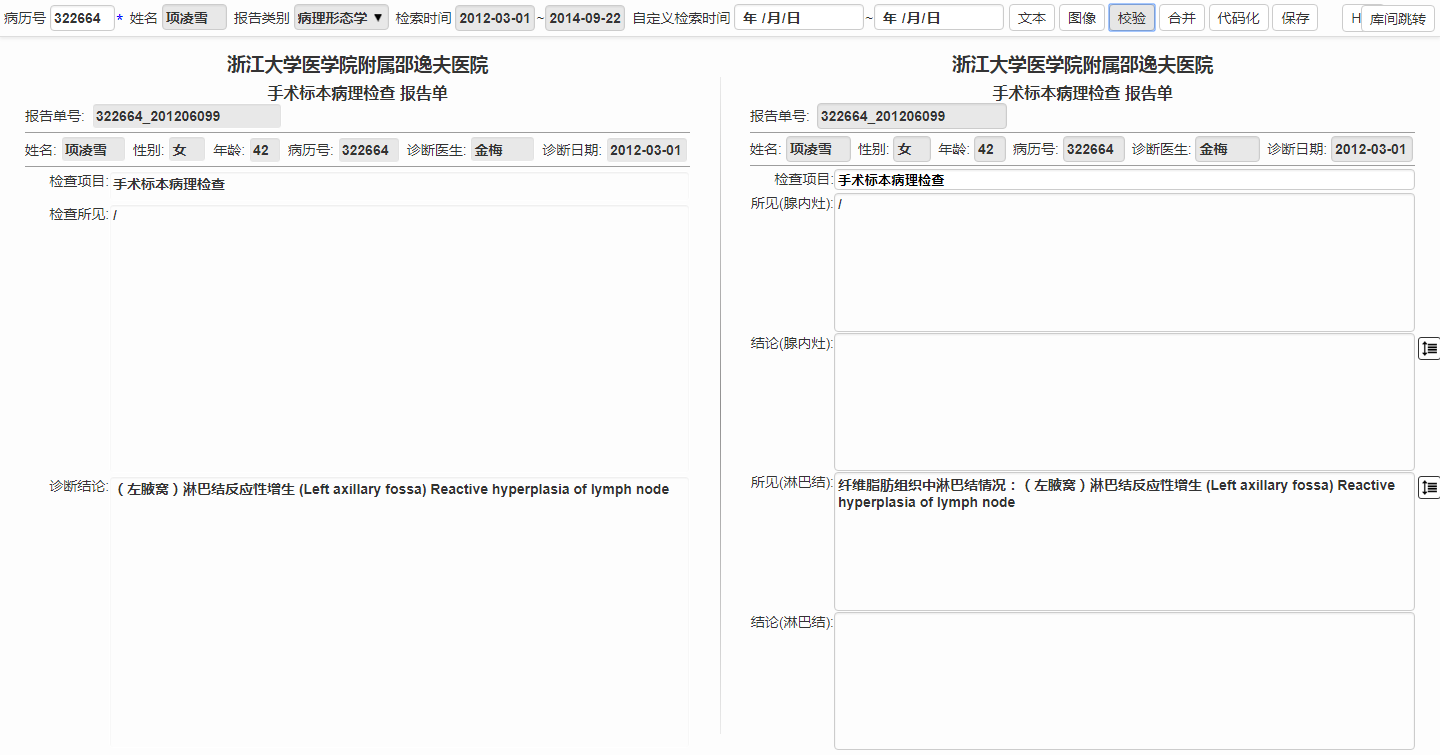 病历号 322664 * 姓名 项凌雪 报告类别 病理形态学 ▼ 检索时间 2012-03-01 ~ 2014-09-22 自定义检索时间 年 /月/日 ~ 年 /月/日 文本 图像 校验 合并 代码化 保存 H 库间跳转
浙江大学医学院附属邵逸夫医院
手术标本病理检查 报告单
报告单号: 322664_201206099
姓名: 项凌雪 性别: 女 年龄: 42 病历号: 322664 诊断医生: 金梅 诊断日期: 2012-03-01
检查项目: 手术标本病理检查
检查所见: /
诊断结论: （左腋窝）淋巴结反应性增生 (Left axillary fossa) Reactive hyperplasia of lymph node
浙江大学医学院附属邵逸夫医院
手术标本病理检查 报告单
报告单号: 322664_201206099
姓名: 项凌雪 性别: 女 年龄: 42 病历号: 322664 诊断医生: 金梅 诊断日期: 2012-03-01
检查项目: 手术标本病理检查
所见(腺内灶): /
结论(腺内灶):
所见(淋巴结): 纤维脂肪组织中淋巴结情况：（左腋窝）淋巴结反应性增生 (Left axillary fossa) Reactive
hyperplasia of lymph node
结论(淋巴结):